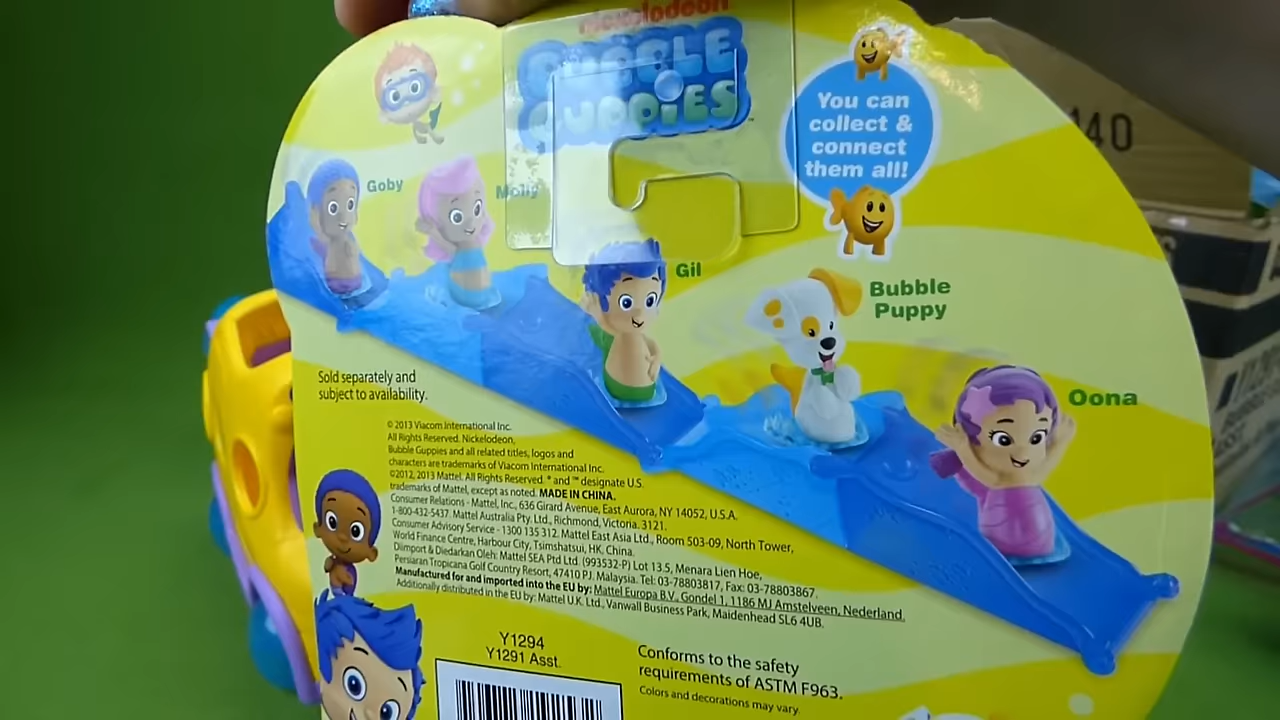 nickelodeon
BUBBLE
GUPPIES
You can
collect &
connect
them all!
140
Goby
Molly
Gil
Bubble
Puppy
Oona
Sold separately and
subject to availability.
© 2013 Viacom International Inc.
All Rights Reserved. Nickelodeon,
Bubble Guppies and all related titles, logos and
characters are trademarks of Viacom International Inc.
©2012, 2013 Mattel. All Rights Reserved. ® and ™ designate U.S.
trademarks of Mattel, except as noted. MADE IN CHINA.
Consumer Relations - Mattel, Inc., 636 Girard Avenue, East Aurora, NY 14052, U.S.A.
1-800-432-5437. Mattel Australia Pty. Ltd., Richmond, Victoria. 3121.
Consumer Advisory Service - 1300 135 312. Mattel East Asia Ltd., Room 503-09, North Tower,
World Finance Centre, Harbour City, Tsimshatsui, HK, China.
Diimport & Diedarkan Oleh: Mattel SEA Ptd Ltd. (993532-P) Lot 13.5, Menara Lien Hoe,
Persiaran Tropicana Golf Country Resort, 47410 PJ. Malaysia. Tel: 03-78803817, Fax: 03-78803867.
Manufactured for and imported into the EU by: Mattel Europa B.V., Gondel 1, 1186 MJ Amstelveen, Nederland.
Additionally distributed in the EU by: Mattel U.K. Ltd., Vanwall Business Park, Maidenhead SL6 4UB.
Y1294
Y1291 Asst.
Conforms to the safety
requirements of ASTM F963.
Colors and decorations may vary.